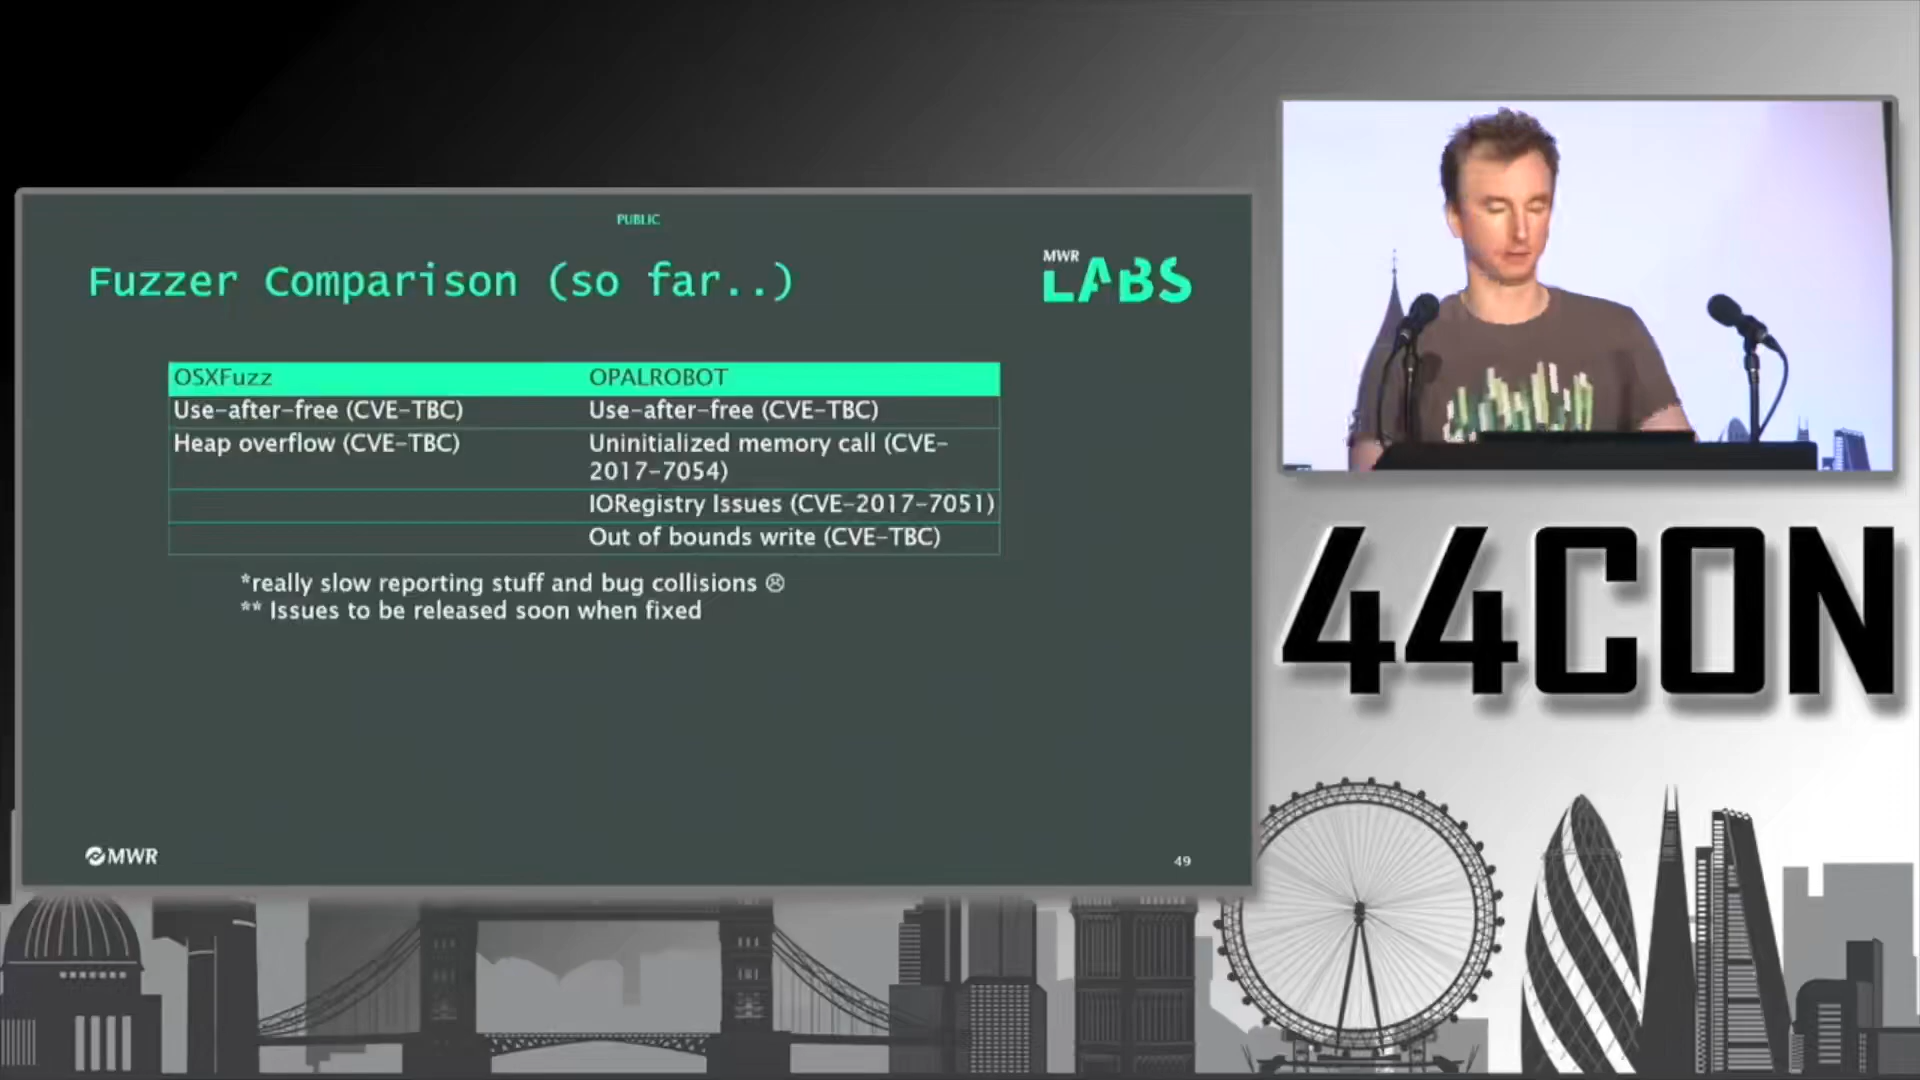 PUBLIC
Fuzzer Comparison (so far..)
MWR
LABS
OSXFuzz
OPALROBOT
Use-after-free (CVE-TBC)
Use-after-free (CVE-TBC)
Heap overflow (CVE-TBC)
Uninitialized memory call (CVE-
2017-7054)
IORegistry Issues (CVE-2017-7051)
Out of bounds write (CVE-TBC)
*really slow reporting stuff and bug collisions ☹
** Issues to be released soon when fixed
MWR
49
44CON